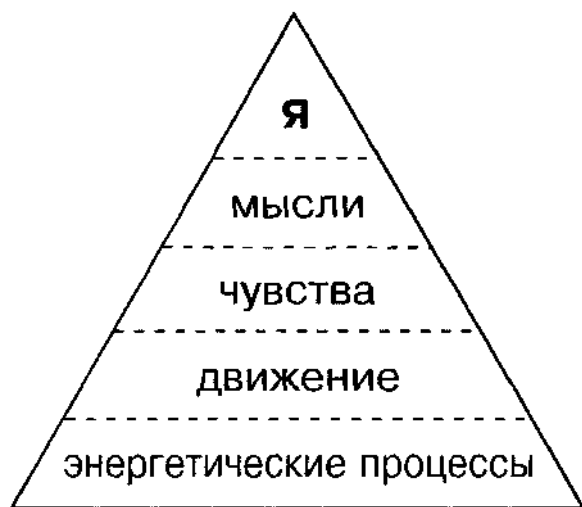 Я
мысли
чувства
движение
энергетические процессы